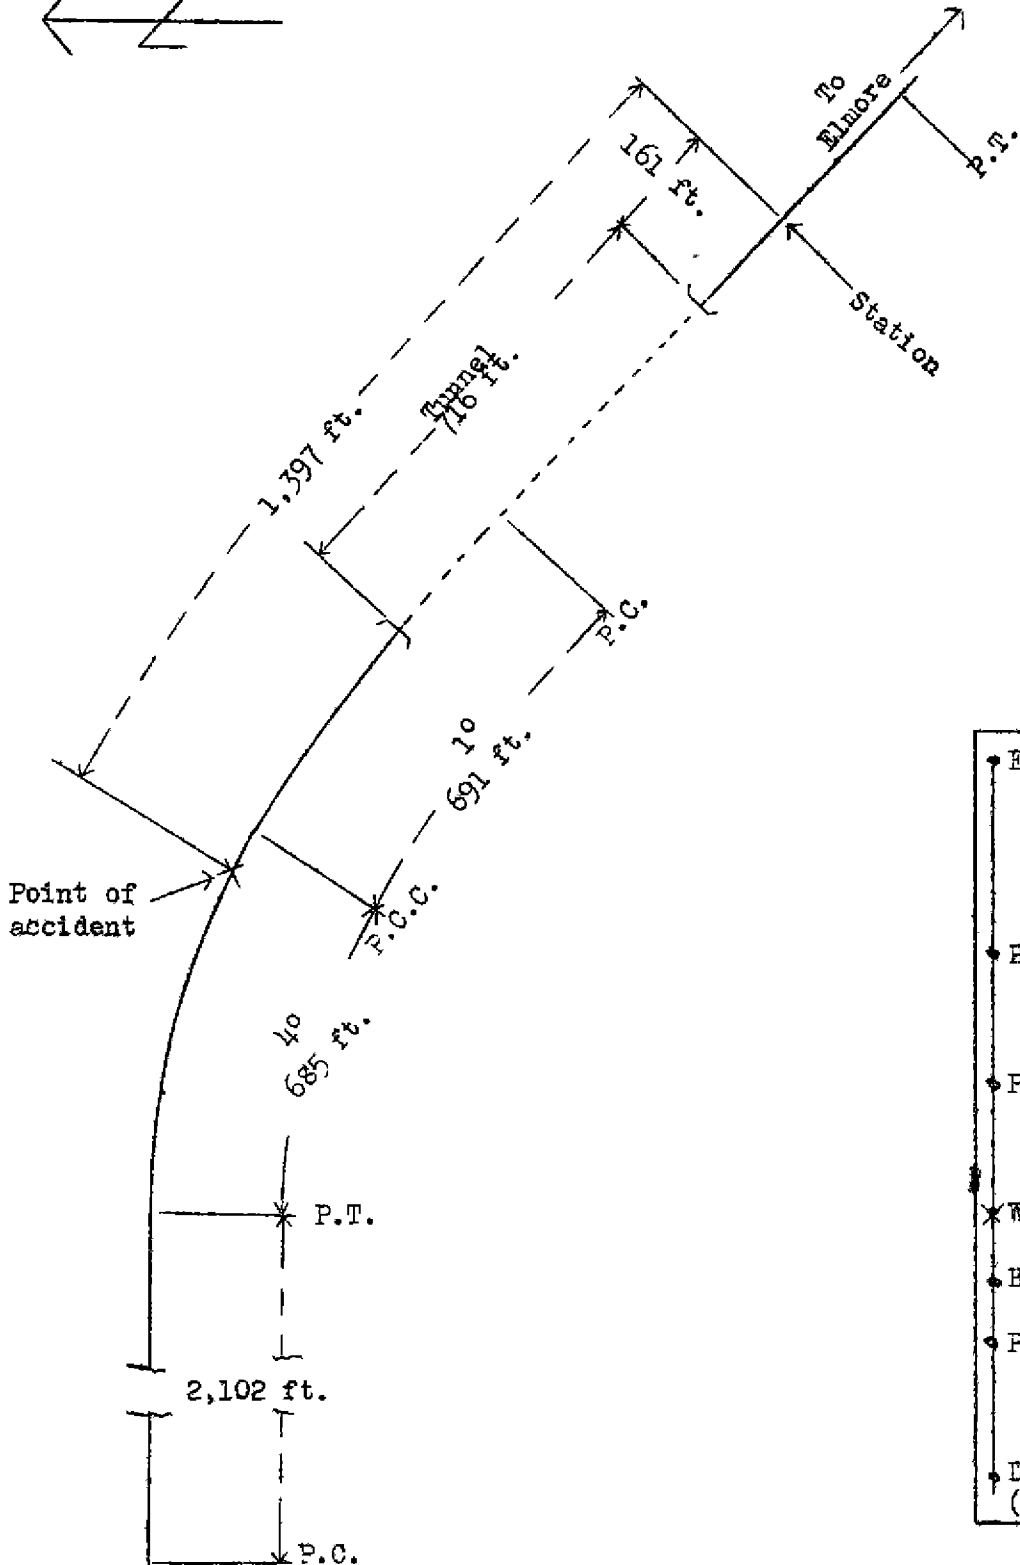 To
Elmore
P.T.
161 ft.
Station
Tunnel
716 ft.
1,397 ft.
P.C.
1°
691 ft.
Point of
accident
P.C.C.
4°
685 ft.
P.T.
2,102 ft.
P.C.